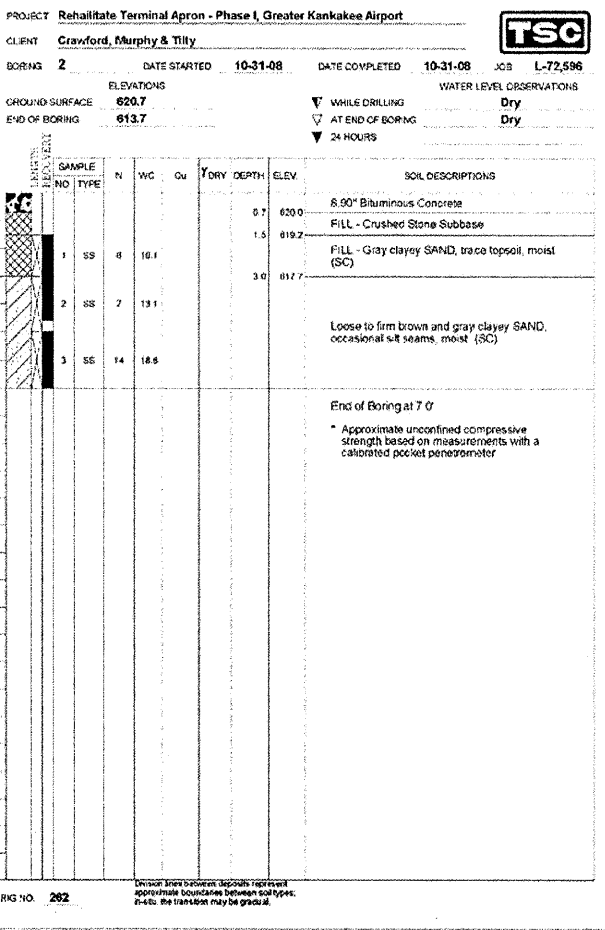 PROJECT Rehailitate Terminal Apron - Phase I, Greater Kankakee Airport
TSC
CLIENT Crawford, Murphy & Tilty
BORING 2 DATE STARTED 10-31-08 DATE COMPLETED 10-31-08 JOB L-72,596
ELEVATIONS WATER LEVEL OBSERVATIONS
GROUND SURFACE 620.7 WHILE DRILLING Dry
END OF BORING 613.7 AT END OF BORING Dry
24 HOURS
LENGTH
RECOVERY
SAMPLE
NO TYPE N WC Qu γDRY DEPTH ELEV. SOIL DESCRIPTIONS
8.90" Bituminous Concrete
0.7 620.0
FILL - Crushed Stone Subbase
1.5 619.2
1 SS 8 10.1 FILL - Gray clayey SAND, trace topsoil, moist
(SC)
3.0 617.7
2 SS 7 13.1
Loose to firm brown and gray clayey SAND,
occasional silt seams, moist (SC)
3 SS 14 18.6
End of Boring at 7.0'
* Approximate unconfined compressive
strength based on measurements with a
calibrated pocket penetrometer
Division lines between deposits represent
approximate boundaries between soil types;
in-situ, the transition may be gradual.
RIG NO. 262